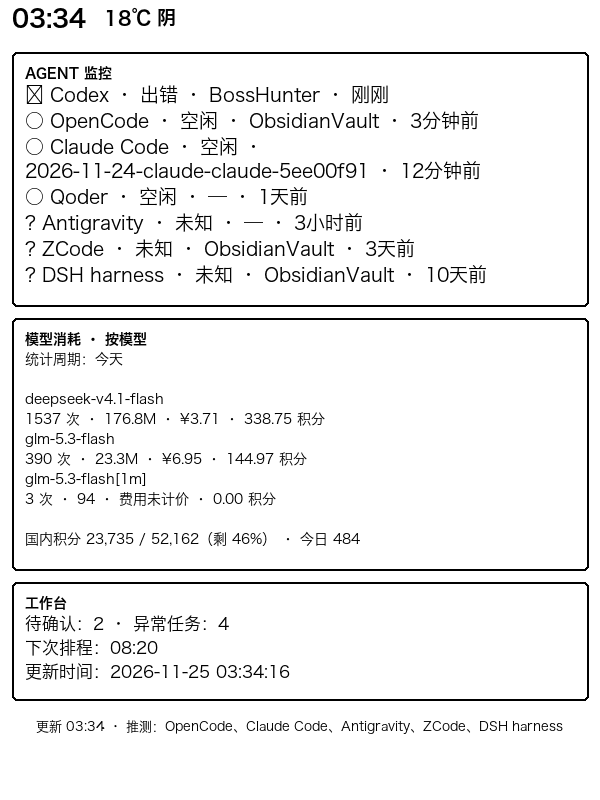 03:34 18℃ 阴
AGENT 监控
☒ Codex · 出错 · BossHunter · 刚刚
○ OpenCode · 空闲 · ObsidianVault · 3分钟前
○ Claude Code · 空闲 ·
2026-11-24-claude-claude-5ee00f91 · 12分钟前
○ Qoder · 空闲 · — · 1天前
? Antigravity · 未知 · — · 3小时前
? ZCode · 未知 · ObsidianVault · 3天前
? DSH harness · 未知 · ObsidianVault · 10天前
模型消耗 · 按模型
统计周期：今天
deepseek-v4.1-flash
1537 次 · 176.8M · ¥3.71 · 338.75 积分
glm-5.3-flash
390 次 · 23.3M · ¥6.95 · 144.97 积分
glm-5.3-flash[1m]
3 次 · 94 · 费用未计价 · 0.00 积分
国内积分 23,735 / 52,162（剩 46%） · 今日 484
工作台
待确认：2 · 异常任务：4
下次排程：08:20
更新时间：2026-11-25 03:34:16
更新 03:34 · 推测：OpenCode、Claude Code、Antigravity、ZCode、DSH harness